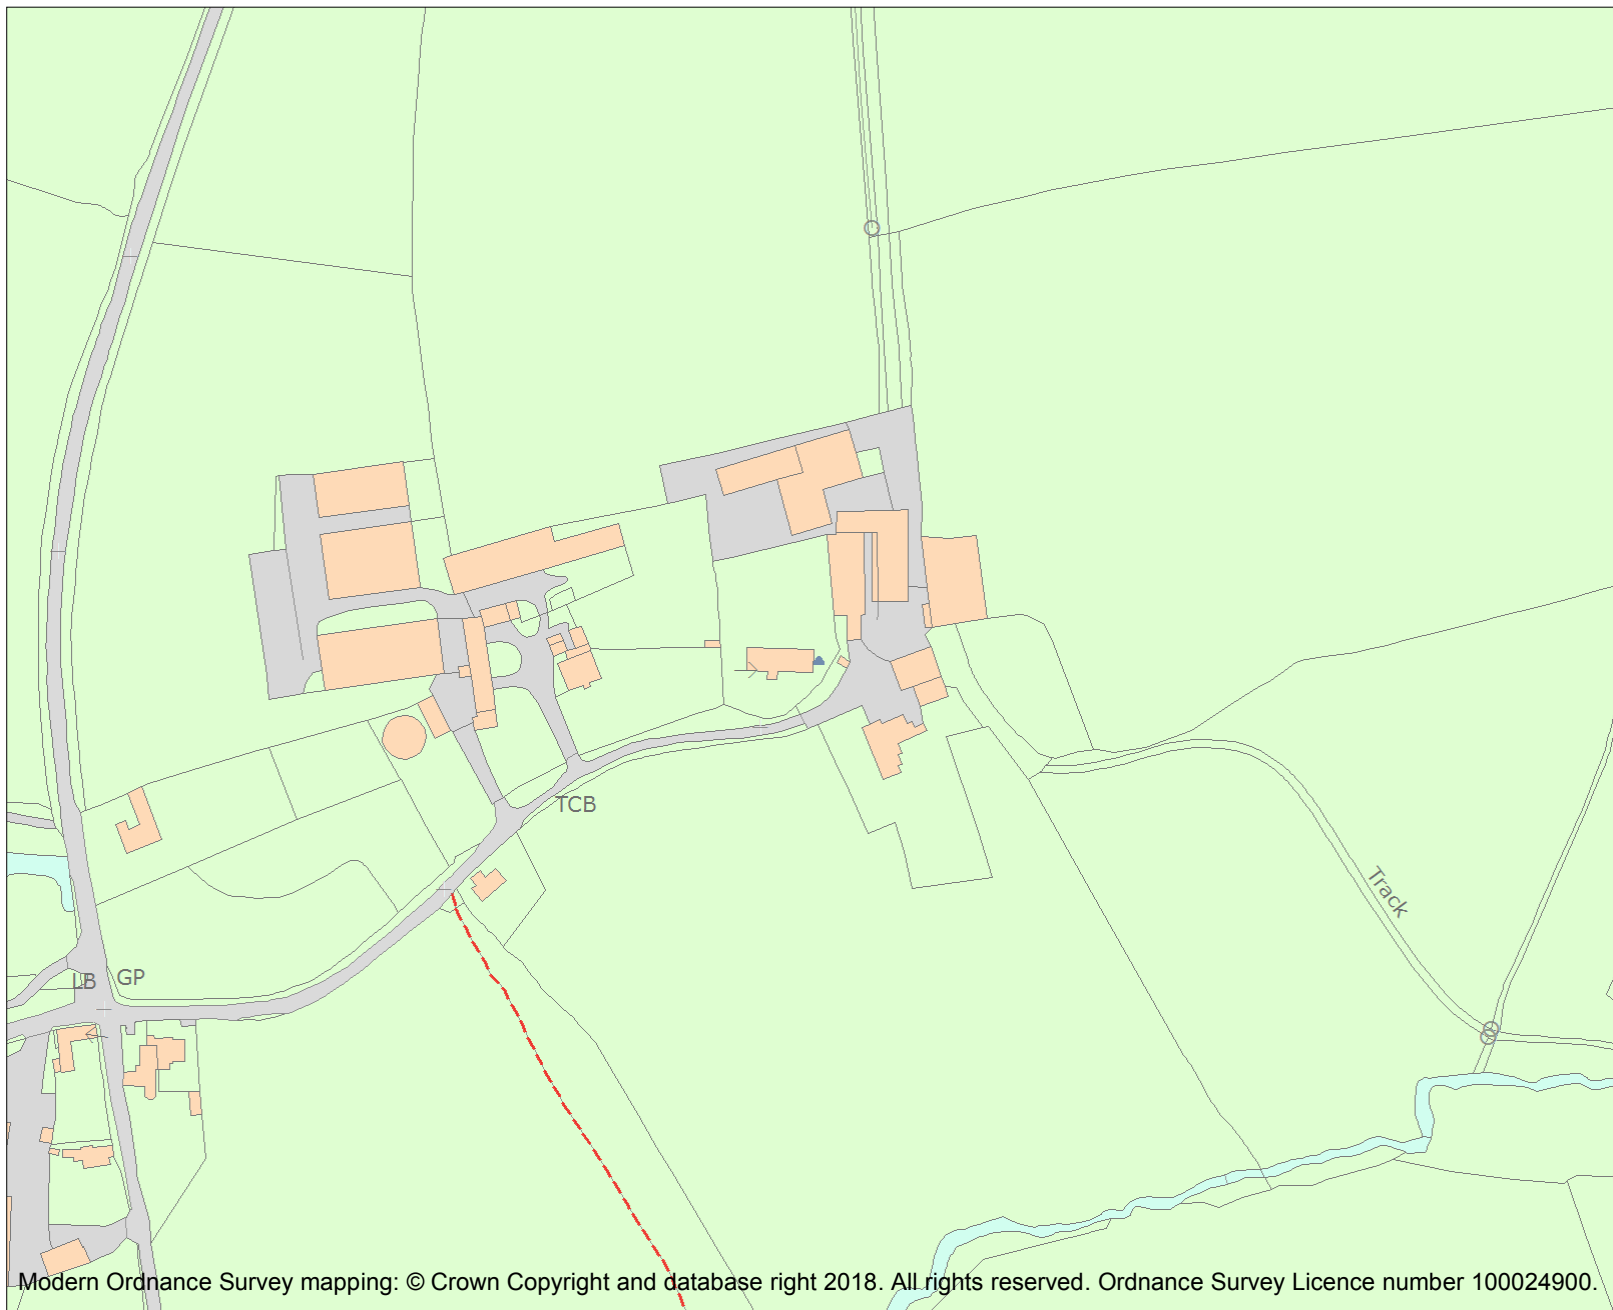 TCB
Track
LB GP
Modern Ordnance Survey mapping: © Crown Copyright and database right 2018. All rights reserved. Ordnance Survey Licence number 100024900.